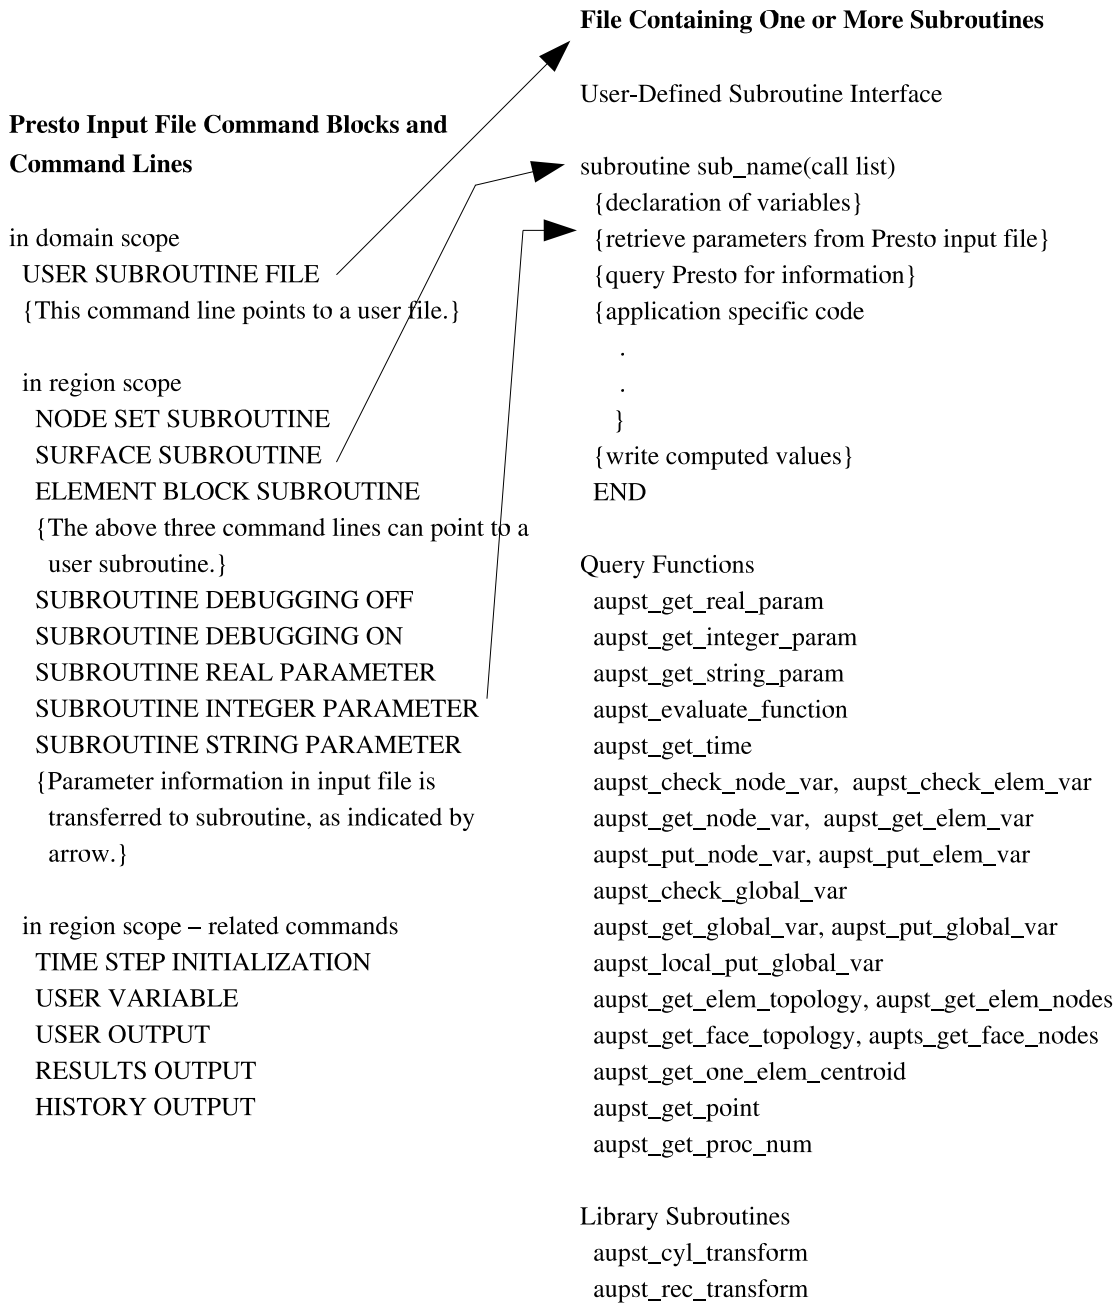 Presto Input File Command Blocks and
Command Lines
in domain scope
USER SUBROUTINE FILE
{This command line points to a user file.}
in region scope
NODE SET SUBROUTINE
SURFACE SUBROUTINE
ELEMENT BLOCK SUBROUTINE
{The above three command lines can point to a
user subroutine.}
SUBROUTINE DEBUGGING OFF
SUBROUTINE DEBUGGING ON
SUBROUTINE REAL PARAMETER
SUBROUTINE INTEGER PARAMETER
SUBROUTINE STRING PARAMETER
{Parameter information in input file is
transferred to subroutine, as indicated by
arrow.}
in region scope – related commands
TIME STEP INITIALIZATION
USER VARIABLE
USER OUTPUT
RESULTS OUTPUT
HISTORY OUTPUT
File Containing One or More Subroutines
User-Defined Subroutine Interface
subroutine sub_name(call list)
{declaration of variables}
{retrieve parameters from Presto input file}
{query Presto for information}
{application specific code
.
.
}
{write computed values}
END
Query Functions
aupst_get_real_param
aupst_get_integer_param
aupst_get_string_param
aupst_evaluate_function
aupst_get_time
aupst_check_node_var, aupst_check_elem_var
aupst_get_node_var, aupst_get_elem_var
aupst_put_node_var, aupst_put_elem_var
aupst_check_global_var
aupst_get_global_var, aupst_put_global_var
aupst_local_put_global_var
aupst_get_elem_topology, aupst_get_elem_nodes
aupst_get_face_topology, aupts_get_face_nodes
aupst_get_one_elem_centroid
aupst_get_point
aupst_get_proc_num
Library Subroutines
aupst_cyl_transform
aupst_rec_transform